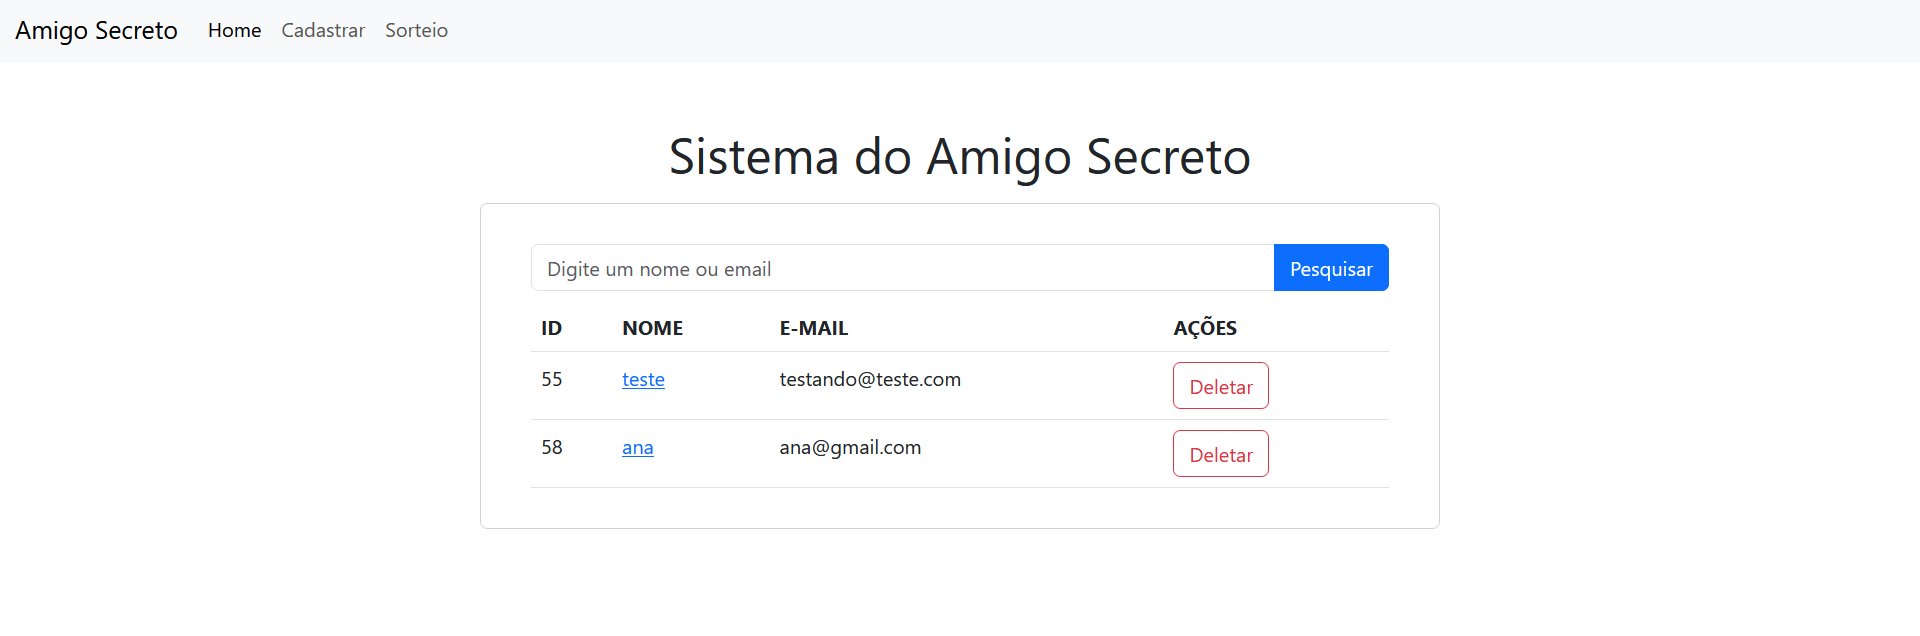 Amigo Secreto Home Cadastrar Sorteio
Sistema do Amigo Secreto
Digite um nome ou email Pesquisar
ID NOME E-MAIL AÇÕES
55 teste testando@teste.com Deletar
58 ana ana@gmail.com Deletar